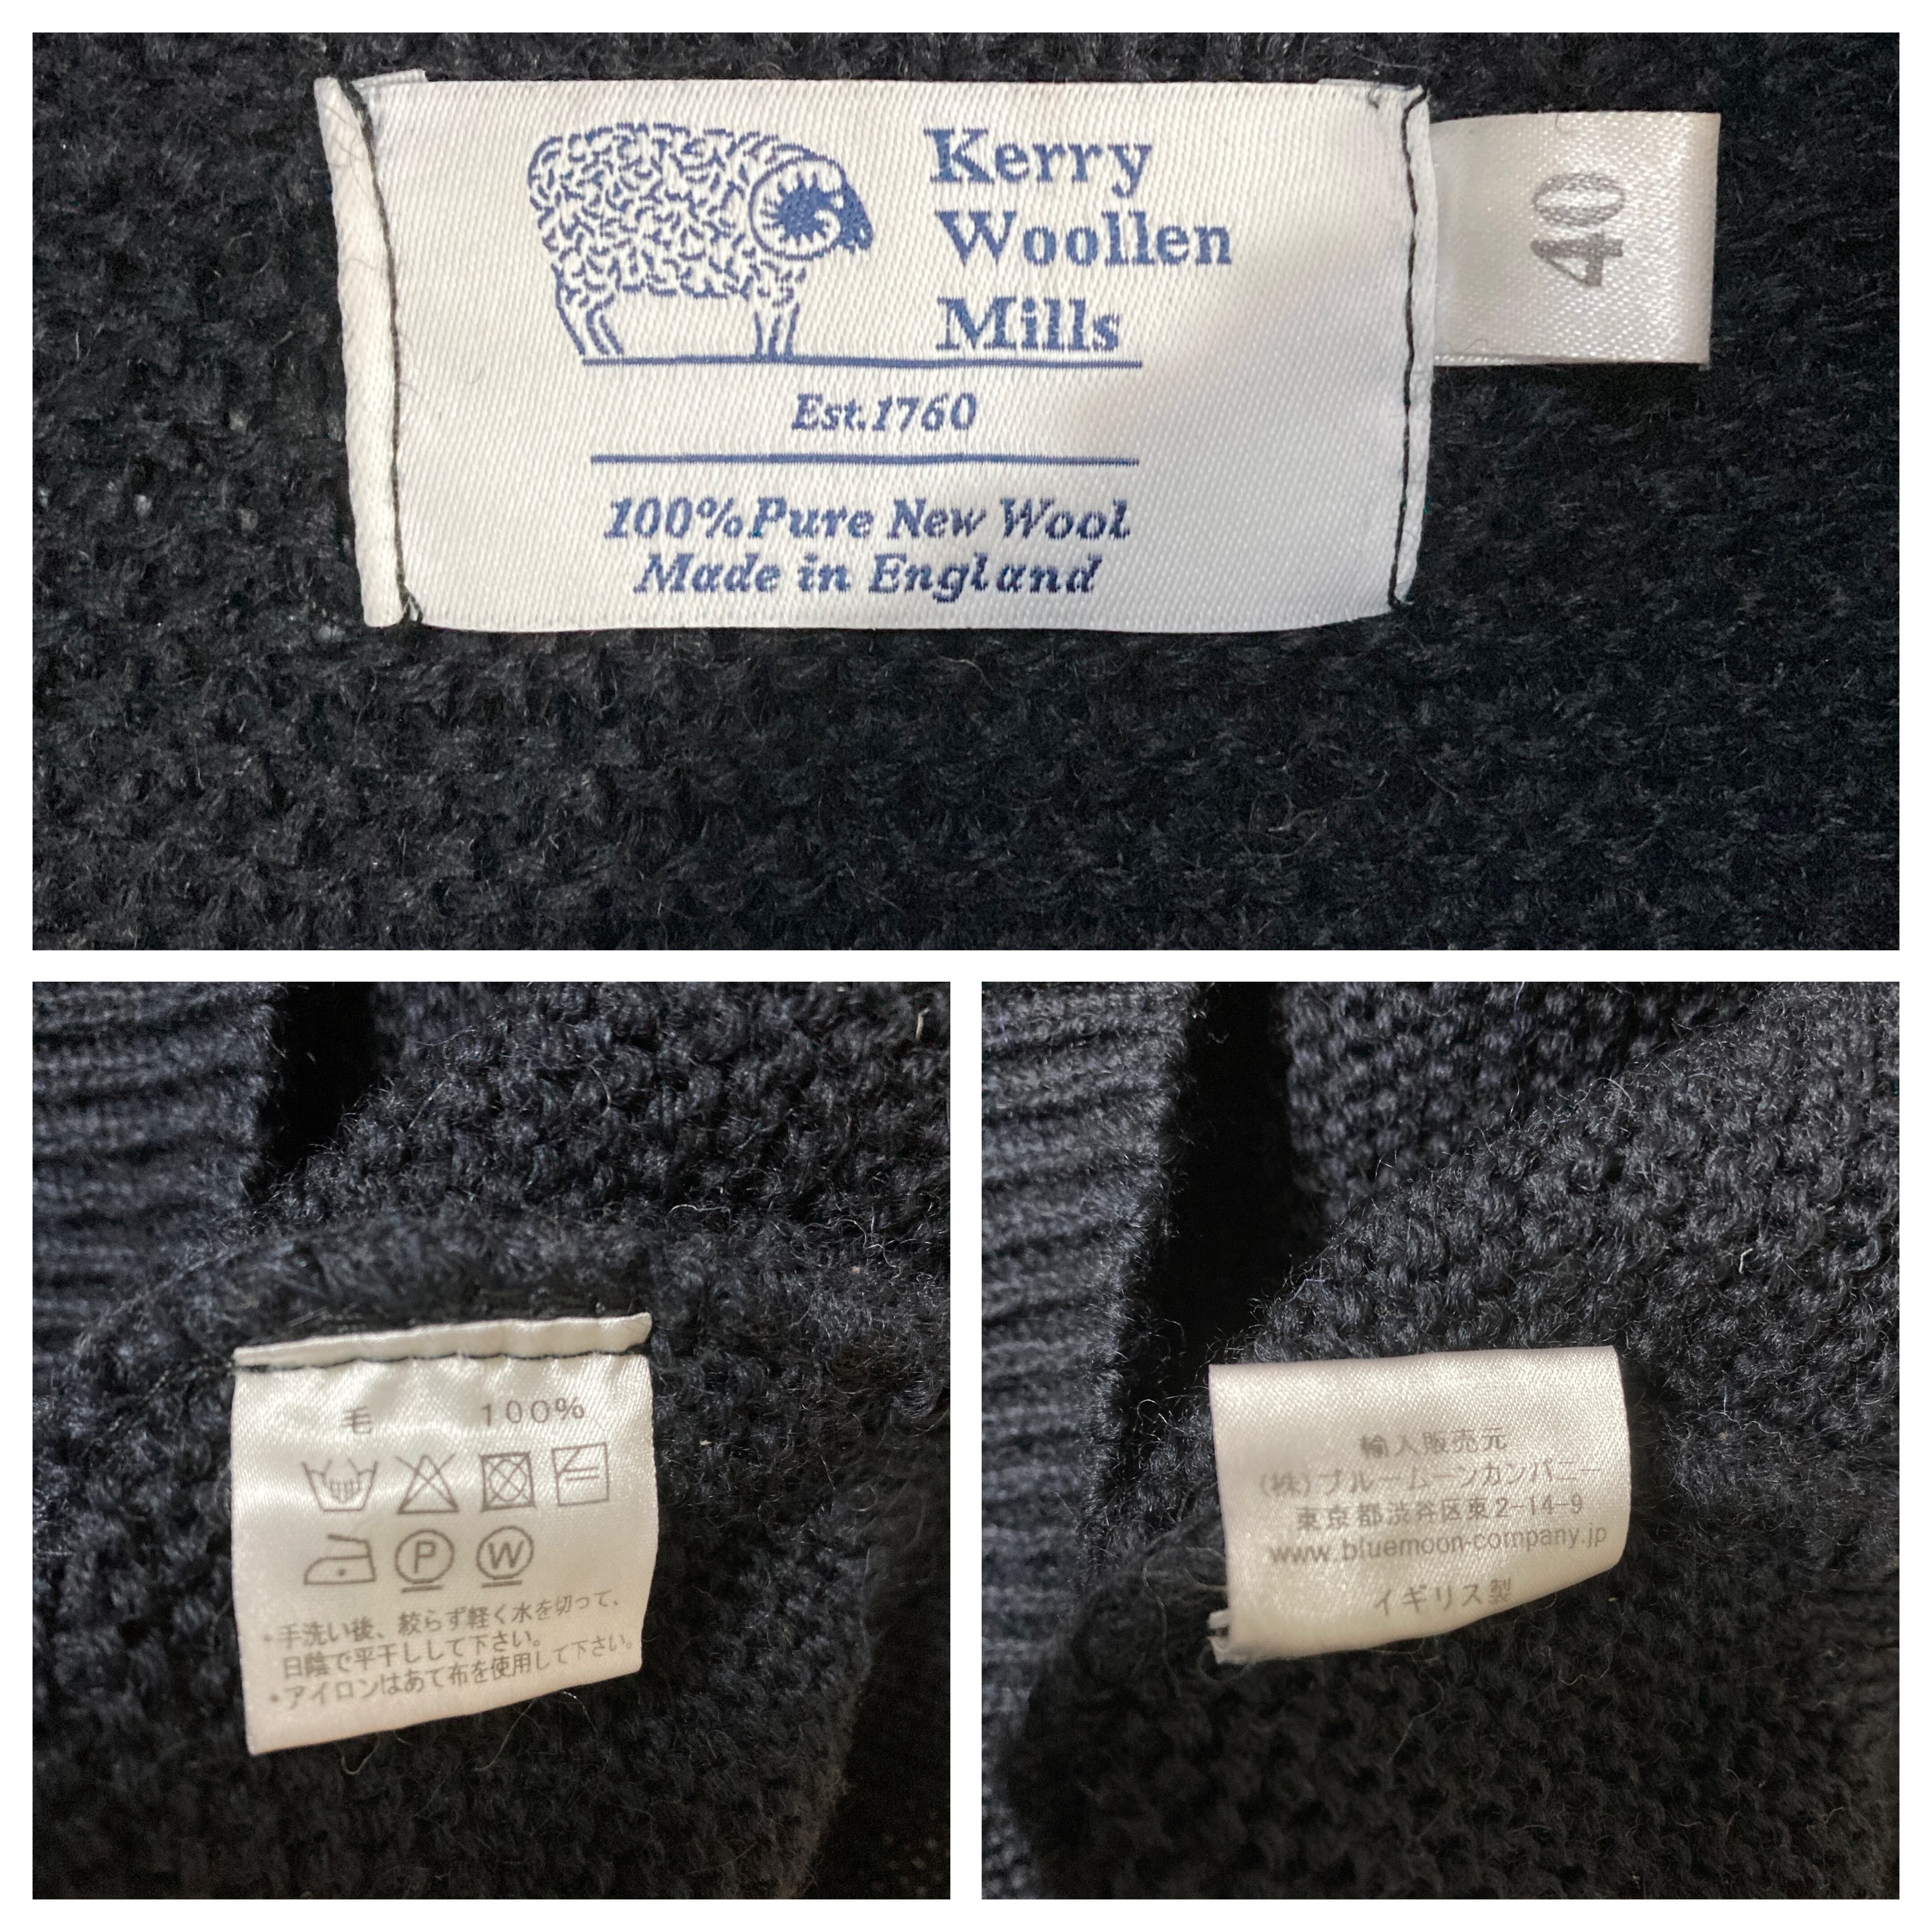 Kerry
Woollen
Mills
Est.1760
100%Pure New Wool
Made in England
40
毛 100%
P W
・手洗い後、絞らず軽く水を切って、
日陰で平干しして下さい。
・アイロンはあて布を使用して下さい。
輸入販売元
(株)ブルームーンカンパニー
東京都渋谷区東2-14-9
www.bluemoon-company.jp
イギリス製